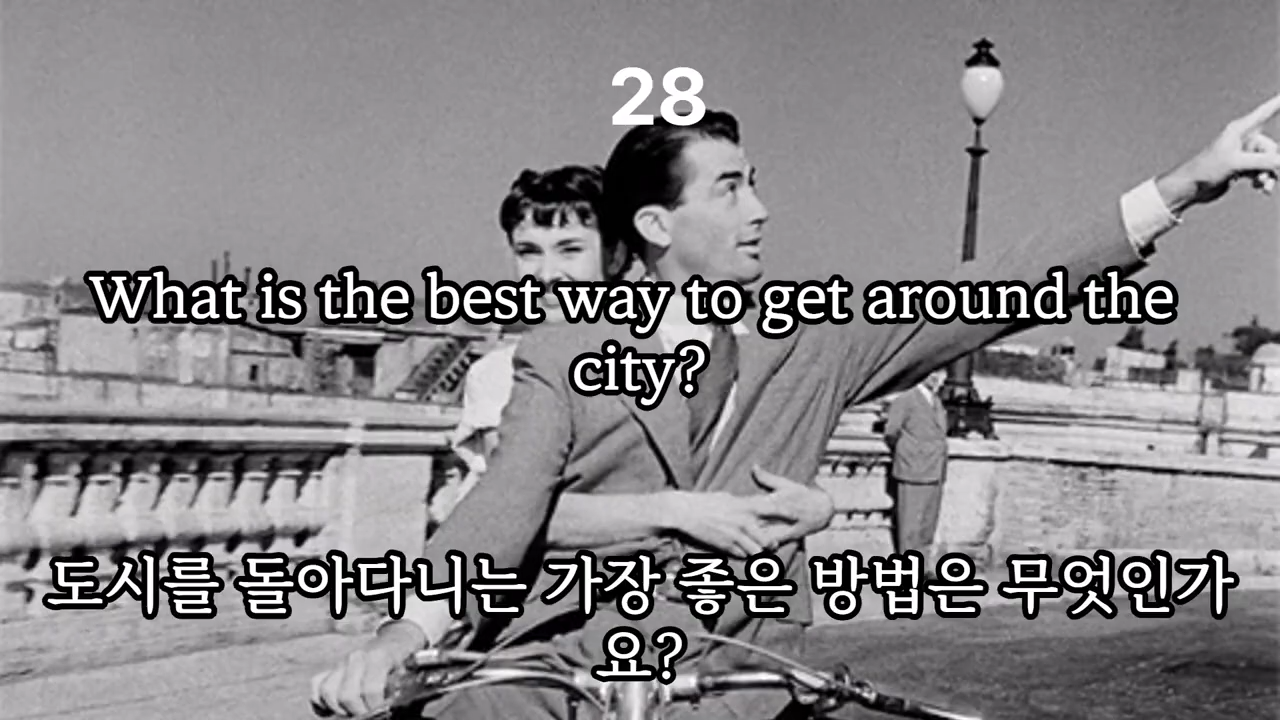 28
What is the best way to get around the
city?
도시를 돌아다니는 가장 좋은 방법은 무엇인가
요?